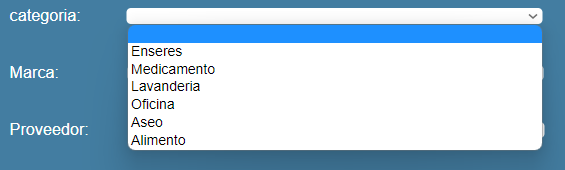 categoria:
Enseres
Medicamento
Marca:
Lavanderia
Oficina
Aseo
Proveedor:
Alimento